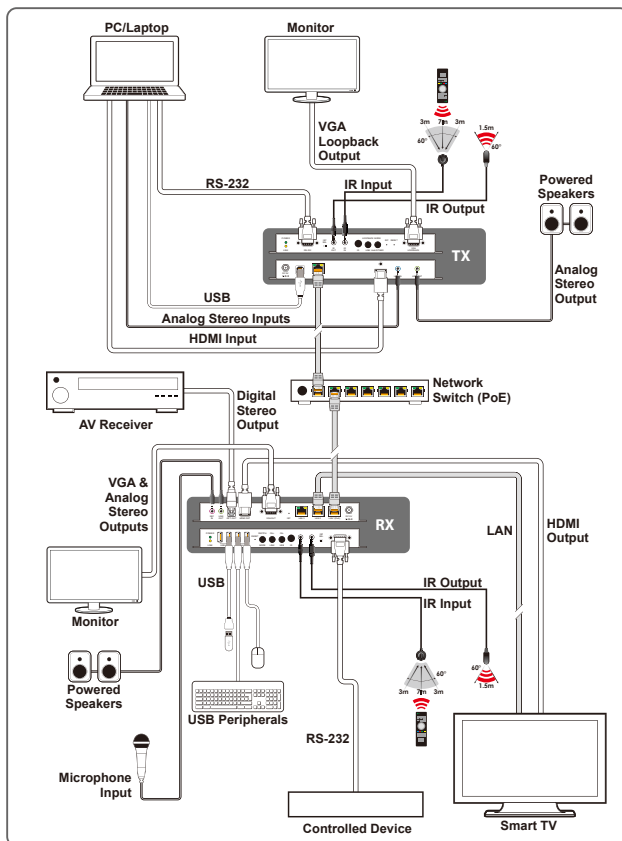 PC/Laptop
Monitor
3m 7m 3m
60°
1.5m
60°
VGA
Loopback
Output
RS-232
IR Input
IR Output
Powered
Speakers
TX
Analog
Stereo
Output
USB
Analog Stereo Inputs
HDMI Input
Network
Switch (PoE)
AV Receiver
Digital
Stereo
Output
VGA &
Analog
Stereo
Outputs
RX
LAN
HDMI
Output
USB
IR Output
IR Input
Monitor
60°
3m 7m 3m
60°
1.5m
Powered
Speakers
USB Peripherals
RS-232
Microphone
Input
Controlled Device
Smart TV